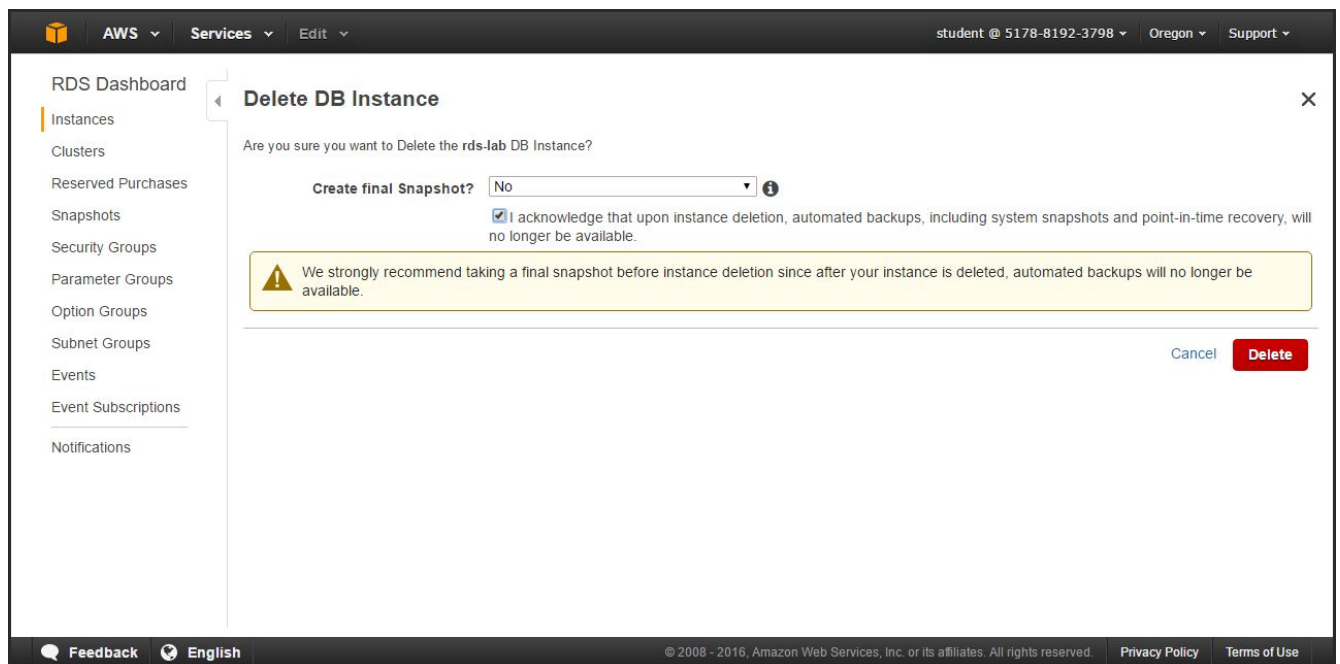 AWS Services Edit student @ 5178-8192-3798 Oregon Support
RDS Dashboard
Instances
Clusters
Reserved Purchases
Snapshots
Security Groups
Parameter Groups
Option Groups
Subnet Groups
Events
Event Subscriptions
Notifications
Delete DB Instance
Are you sure you want to Delete the rds-lab DB Instance?
Create final Snapshot? No
I acknowledge that upon instance deletion, automated backups, including system snapshots and point-in-time recovery, will
no longer be available.
We strongly recommend taking a final snapshot before instance deletion since after your instance is deleted, automated backups will no longer be
available.
Cancel Delete
Feedback English © 2008 - 2016, Amazon Web Services, Inc. or its affiliates. All rights reserved. Privacy Policy Terms of Use